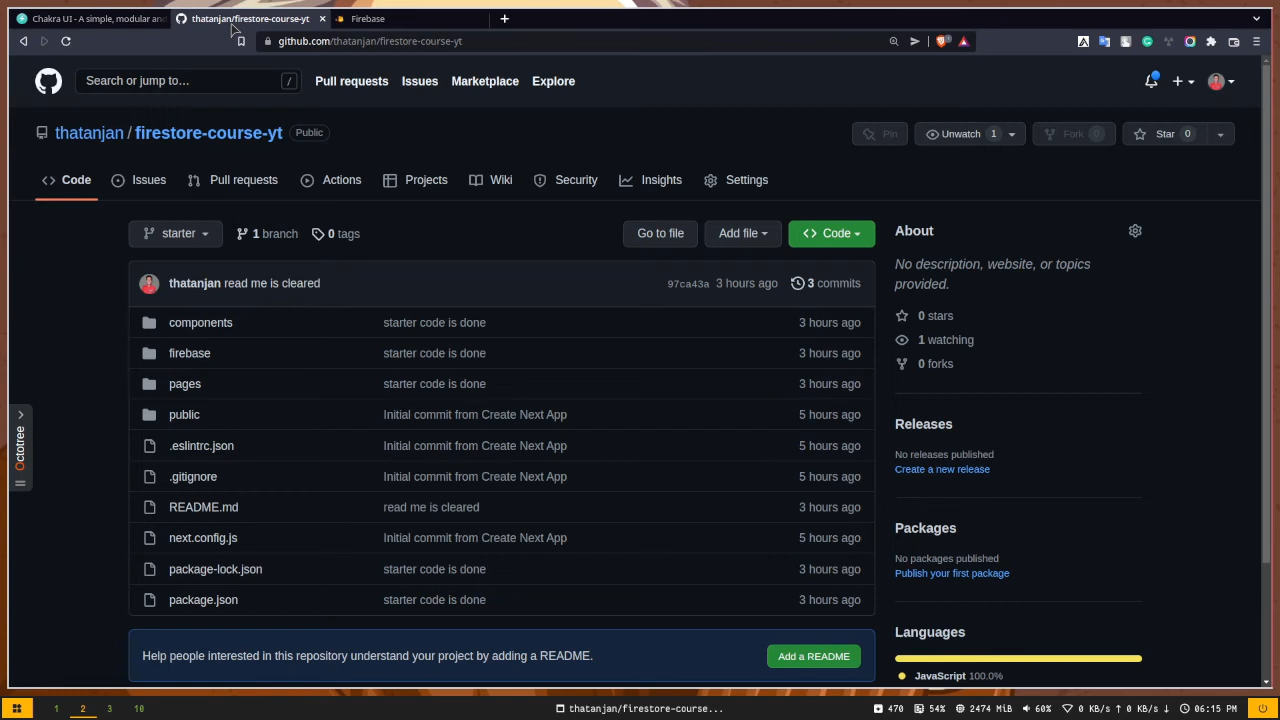 Chakra UI - A simple, modular and
thatanjan/firestore-course-yt
Firebase
github.com/thatanjan/firestore-course-yt
Search or jump to…
/
Pull requests
Issues
Marketplace
Explore
thatanjan / firestore-course-yt
Public
Pin
Unwatch 1
Fork 0
Star 0
Code
Issues
Pull requests
Actions
Projects
Wiki
Security
Insights
Settings
starter
1 branch
0 tags
Go to file
Add file
Code
thatanjan read me is cleared
97ca43a 3 hours ago
3 commits
components starter code is done 3 hours ago
firebase starter code is done 3 hours ago
pages starter code is done 3 hours ago
public Initial commit from Create Next App 5 hours ago
.eslintrc.json Initial commit from Create Next App 5 hours ago
.gitignore Initial commit from Create Next App 5 hours ago
README.md read me is cleared 3 hours ago
next.config.js Initial commit from Create Next App 5 hours ago
package-lock.json starter code is done 3 hours ago
package.json starter code is done 3 hours ago
Help people interested in this repository understand your project by adding a README.
Add a README
About
No description, website, or topics
provided.
0 stars
1 watching
0 forks
Releases
No releases published
Create a new release
Packages
No packages published
Publish your first package
Languages
JavaScript 100.0%
Octotree
1 2 3 10
thatanjan/firestore-course...
470 54% 2474 MiB 60% 0 KB/s ↑ 0 KB/s ↓ 06:15 PM